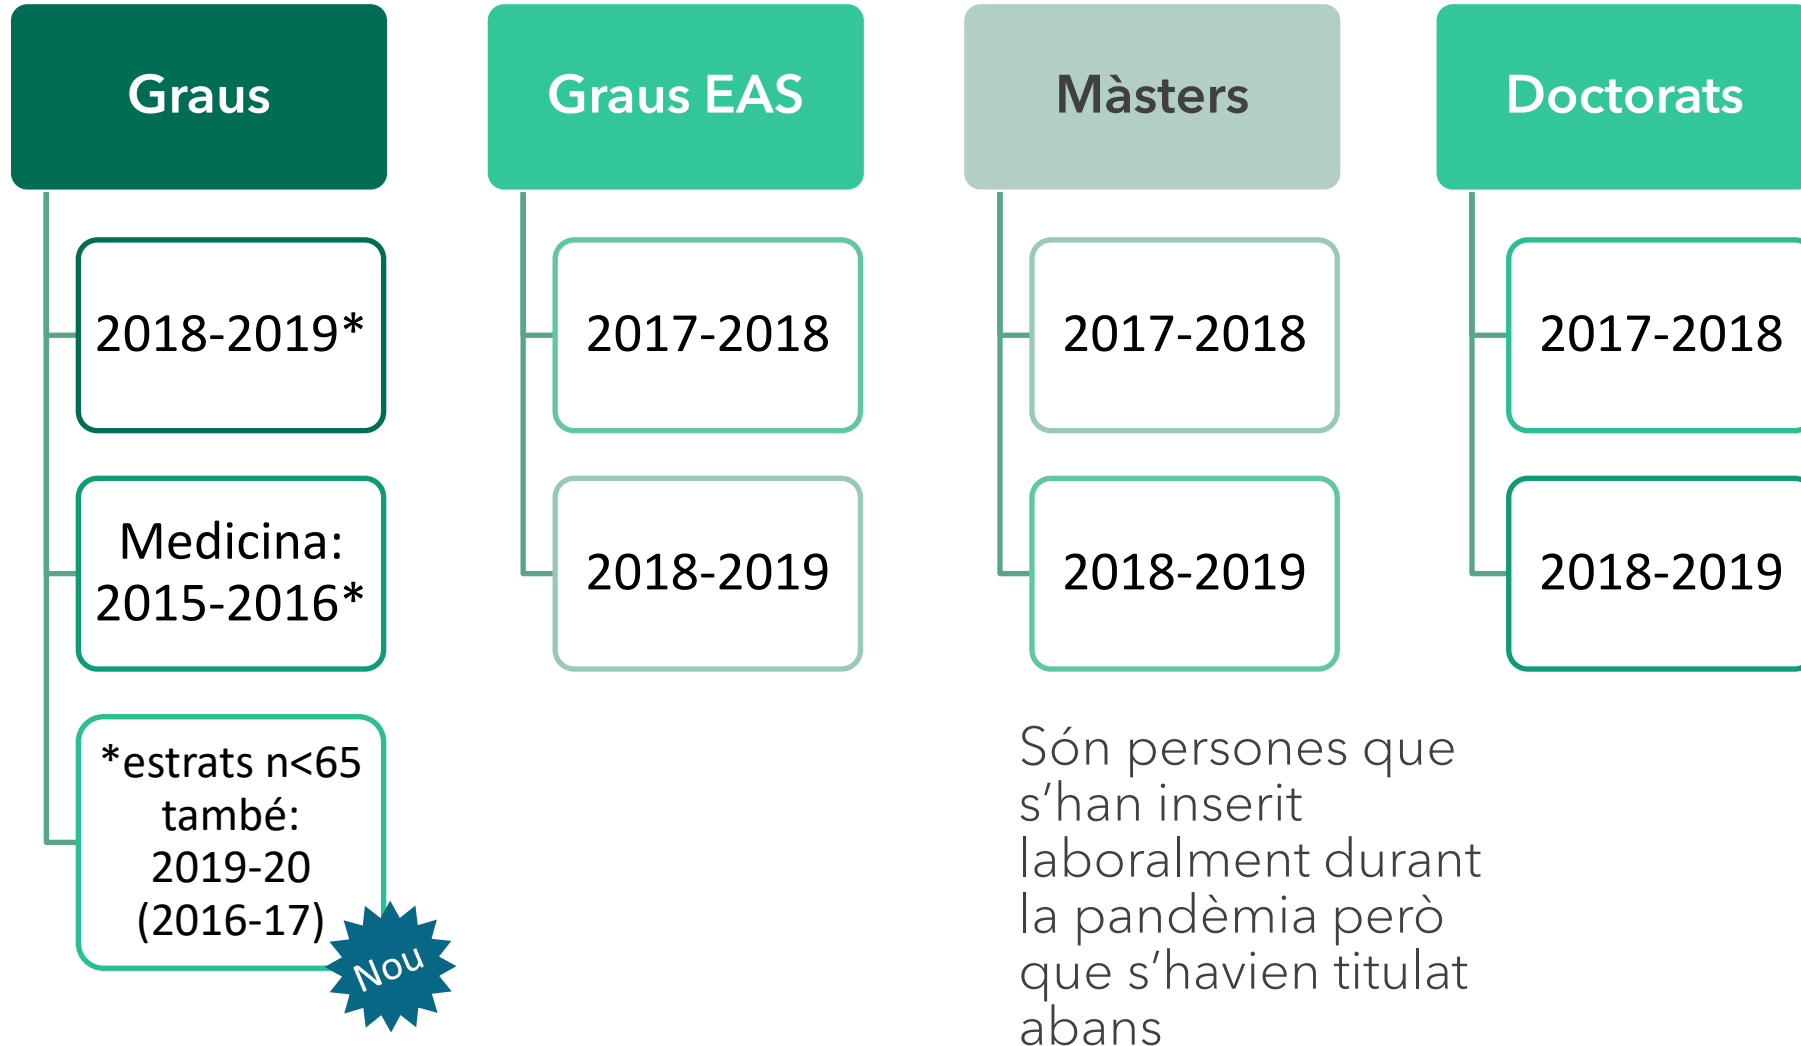 Graus
2018-2019*
Medicina:
2015-2016*
*estrats n<65
també:
2019-20
(2016-17)
Nou
Graus EAS
2017-2018
2018-2019
Màsters
2017-2018
2018-2019
Són persones que
s’han inserit
laboralment durant
la pandèmia però
que s’havien titulat
abans
Doctorats
2017-2018
2018-2019